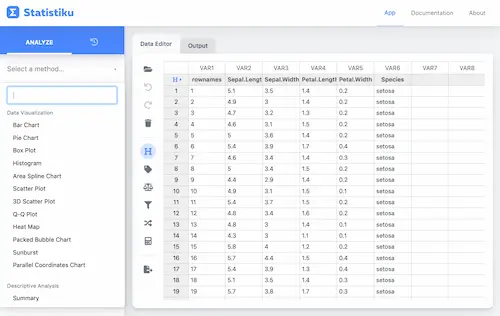 Statistiku
App Documentation About
ANALYZE
Select a method...
Data Visualization
Bar Chart
Pie Chart
Box Plot
Histogram
Area Spline Chart
Scatter Plot
3D Scatter Plot
Q-Q Plot
Heat Map
Packed Bubble Chart
Sunburst
Parallel Coordinates Chart
Descriptive Analysis
Summary
Data Editor Output
VAR1 VAR2 VAR3 VAR4 VAR5 VAR6 VAR7 VAR8
H rownames Sepal.Lengt Sepal.Width Petal.Lengt Petal.Width Species
1 1 5.1 3.5 1.4 0.2 setosa
2 2 4.9 3 1.4 0.2 setosa
3 3 4.7 3.2 1.3 0.2 setosa
4 4 4.6 3.1 1.5 0.2 setosa
5 5 5 3.6 1.4 0.2 setosa
6 6 5.4 3.9 1.7 0.4 setosa
7 7 4.6 3.4 1.4 0.3 setosa
8 8 5 3.4 1.5 0.2 setosa
9 9 4.4 2.9 1.4 0.2 setosa
10 10 4.9 3.1 1.5 0.1 setosa
11 11 5.4 3.7 1.5 0.2 setosa
12 12 4.8 3.4 1.6 0.2 setosa
13 13 4.8 3 1.4 0.1 setosa
14 14 4.3 3 1.1 0.1 setosa
15 15 5.8 4 1.2 0.2 setosa
16 16 5.7 4.4 1.5 0.4 setosa
17 17 5.4 3.9 1.3 0.4 setosa
18 18 5.1 3.5 1.4 0.3 setosa
19 19 5.7 3.8 1.7 0.3 setosa